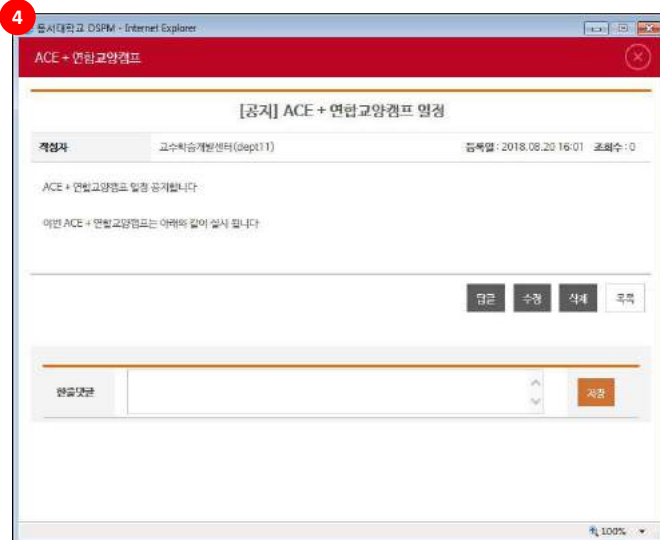 4
동서대학교 DSPM - Internet Explorer
ACE + 연합교양캠프
[공지] ACE + 연합교양캠프 일정
작성자 교수학습개발센터(dept11) 등록일 : 2018.08.20 16:01 조회수 : 0
ACE + 연합교양캠프 일정 공지합니다
이번 ACE + 연합교양캠프는 아래와 같이 실시 됩니다
답글 수정 삭제 목록
한줄댓글 저장
100%